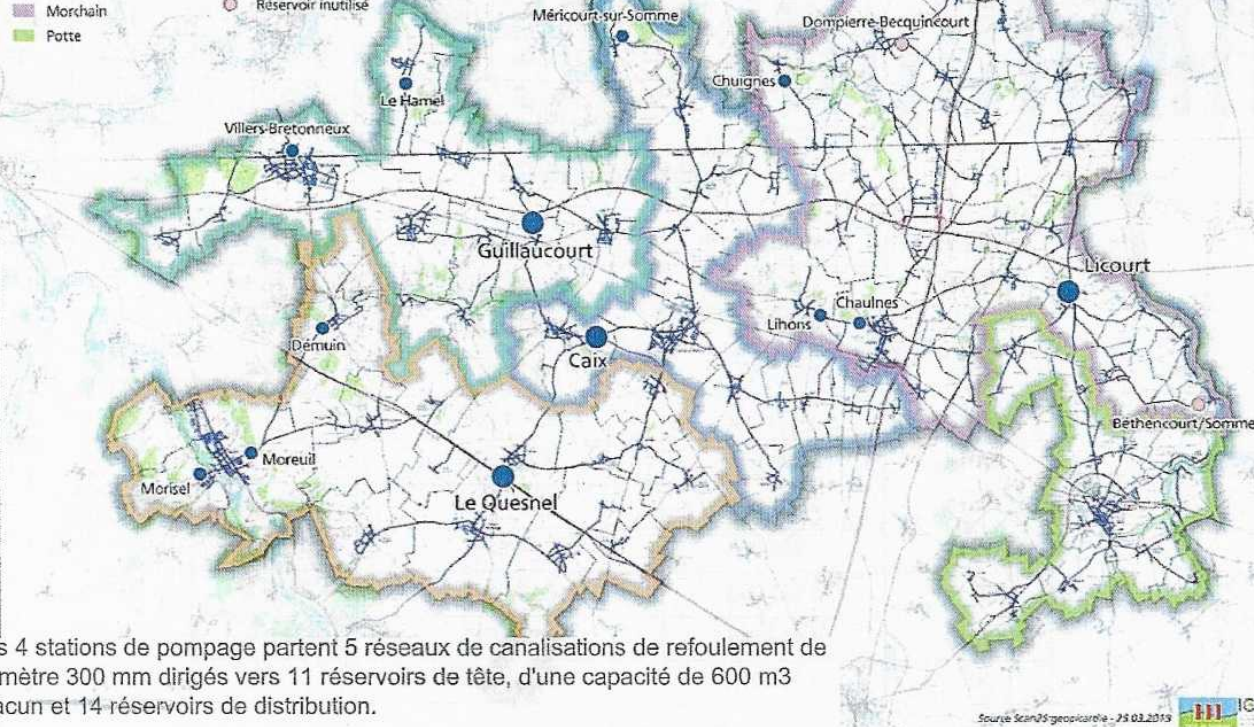 Morchain
Réservoir inutilisé
Potte
Méricourt-sur-Somme
Dompierre-Becquincourt
Chuignes
Le Hamel
Villers-Bretonneux
Guillaucourt
Licourt
Chaulnes
Lihons
Démuin
Caix
Béthencourt/Somme
Moreuil
Morisel
Le Quesnel
s 4 stations de pompage partent 5 réseaux de canalisations de refoulement de
mètre 300 mm dirigés vers 11 réservoirs de tête, d'une capacité de 600 m3
acun et 14 réservoirs de distribution.
Source Scan25 geopicardie - 25.03.2013